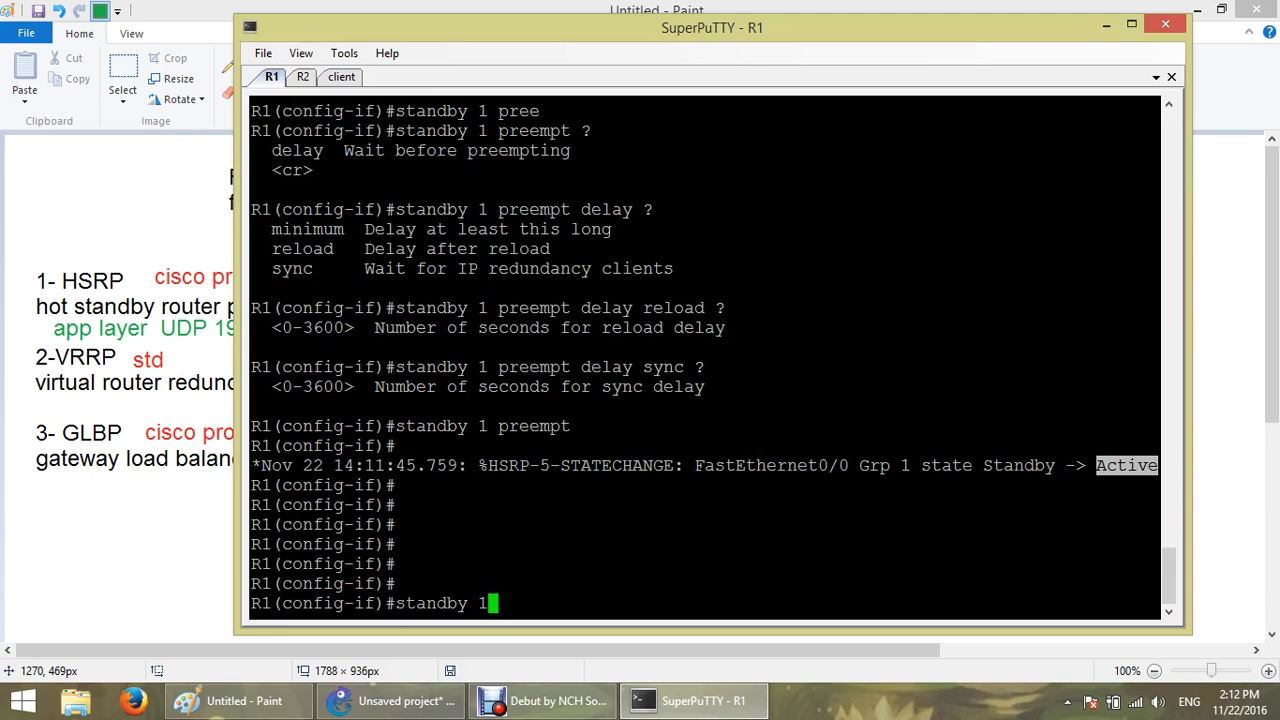 Untitled - Paint
File
Home
View
Cut
Copy
Paste
Clipboard
Select
Crop
Resize
Rotate
Image
SuperPuTTY - R1
File View Tools Help
R1 R2 client
R1(config-if)#standby 1 pree
R1(config-if)#standby 1 preempt ?
delay Wait before preempting
<cr>
R1(config-if)#standby 1 preempt delay ?
minimum Delay at least this long
reload Delay after reload
sync Wait for IP redundancy clients
R1(config-if)#standby 1 preempt delay reload ?
<0-3600> Number of seconds for reload delay
R1(config-if)#standby 1 preempt delay sync ?
<0-3600> Number of seconds for sync delay
R1(config-if)#standby 1 preempt
R1(config-if)#
*Nov 22 14:11:45.759: %HSRP-5-STATECHANGE: FastEthernet0/0 Grp 1 state Standby -> Active
R1(config-if)#
R1(config-if)#
R1(config-if)#
R1(config-if)#
R1(config-if)#
R1(config-if)#
R1(config-if)#standby 1
1- HSRP cisco pr
hot standby router p
app layer UDP 19
2-VRRP std
virtual router redun
3- GLBP cisco pro
gateway load balan
1270, 469px
1788 × 936px
100%
Untitled - Paint
Unsaved project* ...
Debut by NCH So...
SuperPuTTY - R1
ENG
2:12 PM
11/22/2016